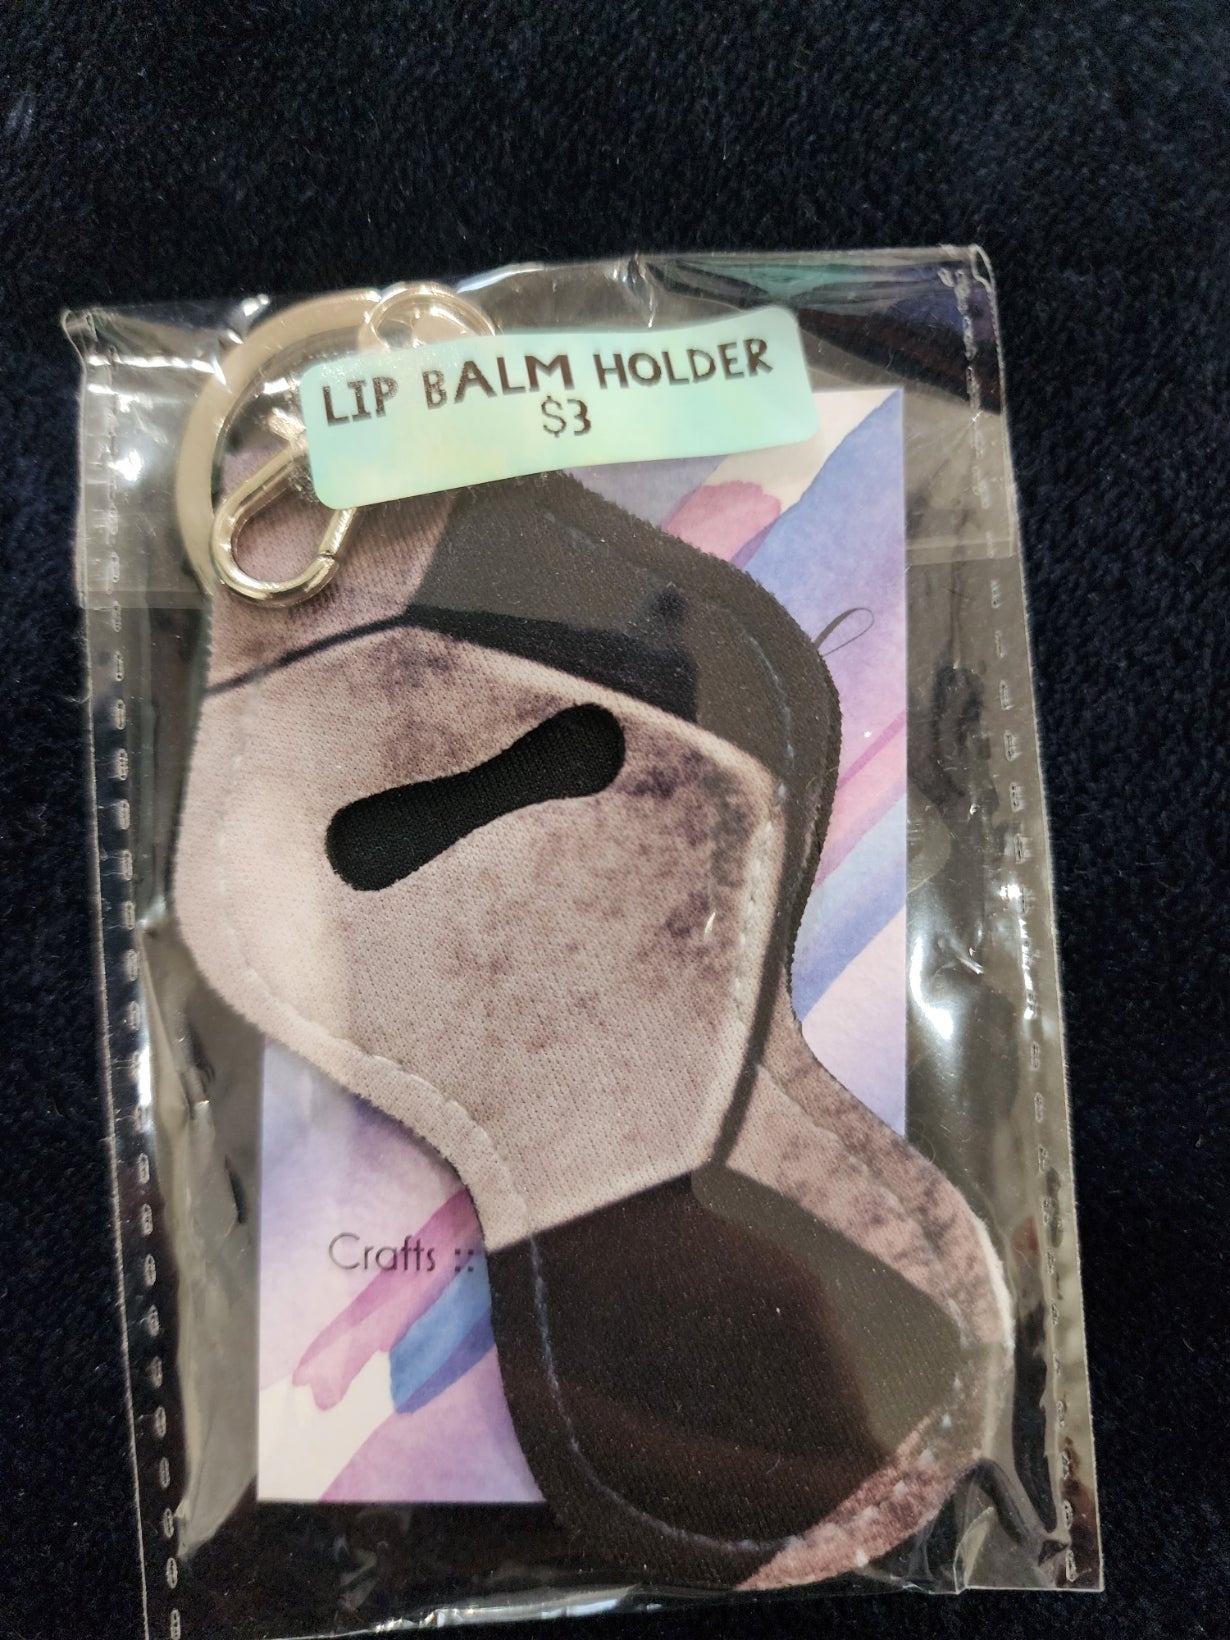 LIP BALM HOLDER
$3
Crafts ::